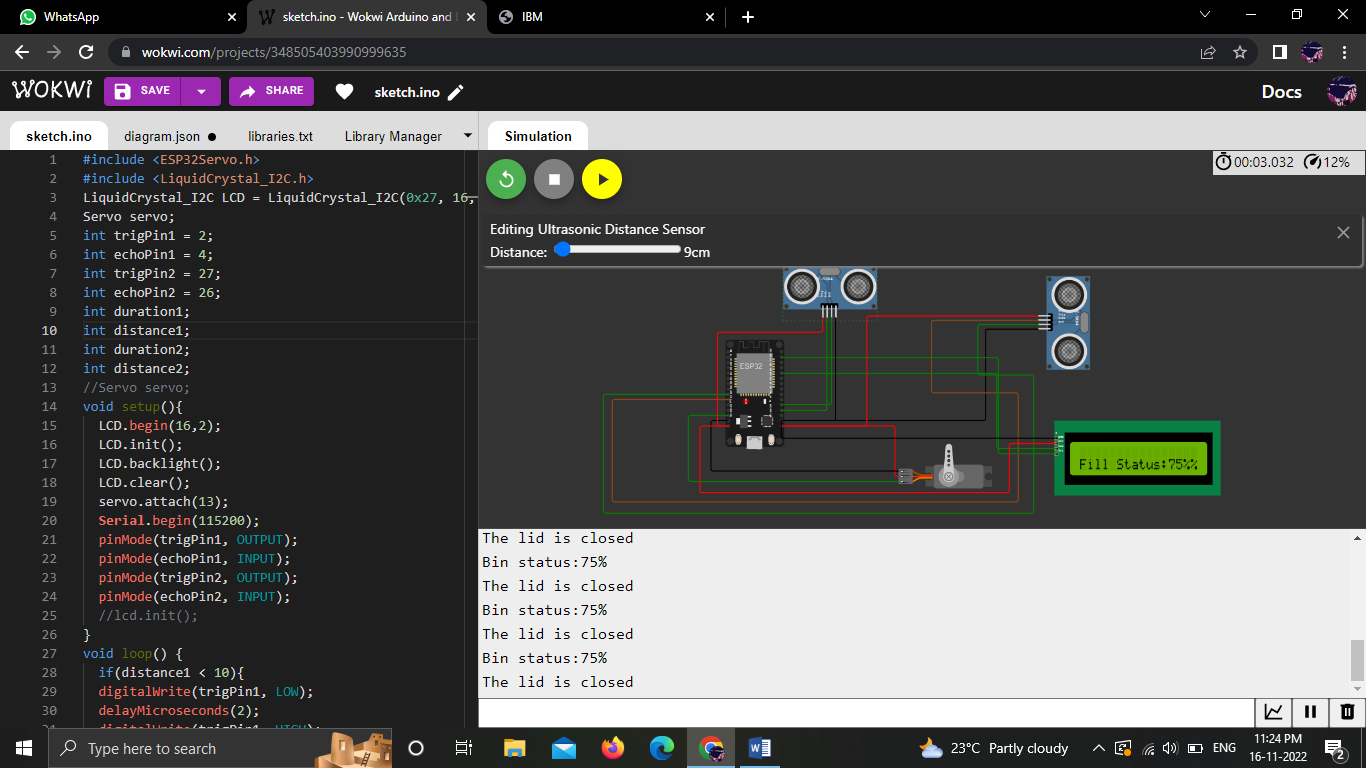 WhatsApp
sketch.ino - Wokwi Arduino and
IBM
wokwi.com/projects/348505403990999635
WOKWI
SAVE
SHARE
sketch.ino
Docs
sketch.ino
diagram.json
libraries.txt
Library Manager
Simulation
1 #include <ESP32Servo.h>
2 #include <LiquidCrystal_I2C.h>
3 LiquidCrystal_I2C LCD = LiquidCrystal_I2C(0x27, 16,
4 Servo servo;
5 int trigPin1 = 2;
6 int echoPin1 = 4;
7 int trigPin2 = 27;
8 int echoPin2 = 26;
9 int duration1;
10 int distance1;
11 int duration2;
12 int distance2;
13 //Servo servo;
14 void setup(){
15 LCD.begin(16,2);
16 LCD.init();
17 LCD.backlight();
18 LCD.clear();
19 servo.attach(13);
20 Serial.begin(115200);
21 pinMode(trigPin1, OUTPUT);
22 pinMode(echoPin1, INPUT);
23 pinMode(trigPin2, OUTPUT);
24 pinMode(echoPin2, INPUT);
25 //lcd.init();
26 }
27 void loop() {
28 if(distance1 < 10){
29 digitalWrite(trigPin1, LOW);
30 delayMicroseconds(2);
31 digitalWrite(trigPin1, HIGH);
00:03.032
12%
Editing Ultrasonic Distance Sensor
Distance: 9cm
ESP32
Fill Status:75%%
The lid is closed
Bin status:75%
The lid is closed
Bin status:75%
The lid is closed
Bin status:75%
The lid is closed
Type here to search
23°C Partly cloudy
ENG
11:24 PM
16-11-2022
2